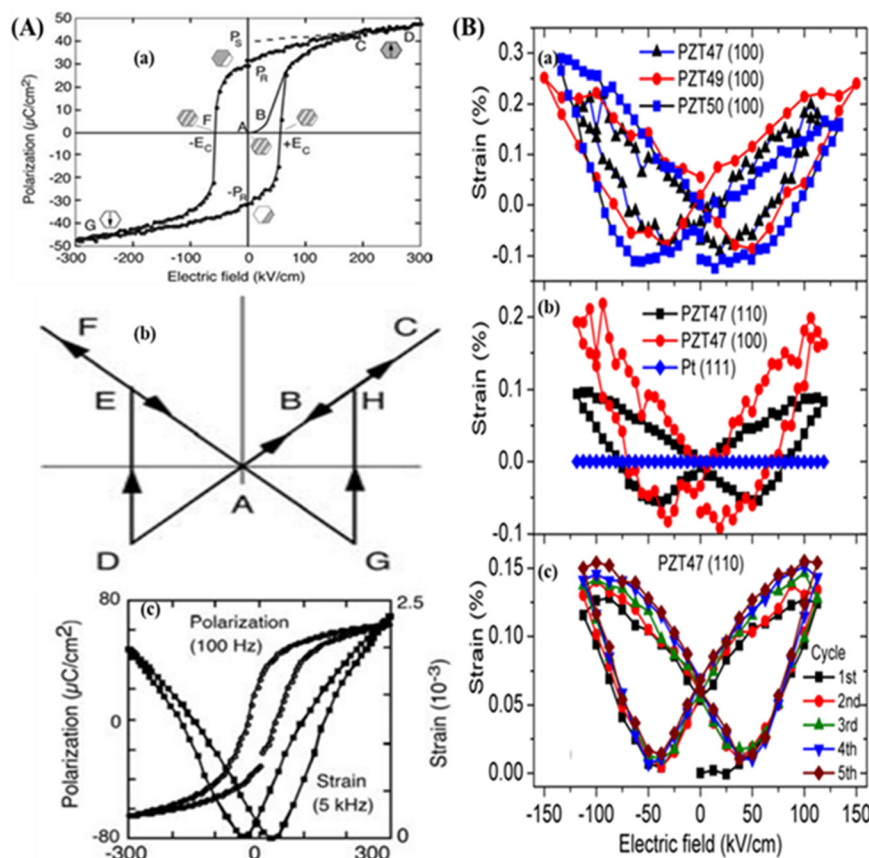 (A)
(a)
50
40
30
20
10
0
-10
-20
-30
-40
-50
Polarization (μC/cm²)
P_S
P_R
C
D
F
A
B
-E_C
+E_C
-P_R
G
-300
-200
-100
0
100
200
300
Electric field (kV/cm)
(b)
F
C
E
B
H
A
D
G
(c)
80
0
-80
Polarization (μC/cm²)
Polarization
(100 Hz)
Strain
(5 kHz)
2.5
0
Strain (10⁻³)
-300
0
300
(B)
(a)
PZT47 (100)
PZT49 (100)
PZT50 (100)
0.3
0.2
0.1
0.0
-0.1
Strain (%)
(b)
PZT47 (110)
PZT47 (100)
Pt (111)
0.2
0.1
0.0
-0.1
Strain (%)
(c)
PZT47 (110)
0.15
0.10
0.05
0.00
Strain (%)
Cycle
1st
2nd
3rd
4th
5th
-150
-100
-50
0
50
100
150
Electric field (kV/cm)